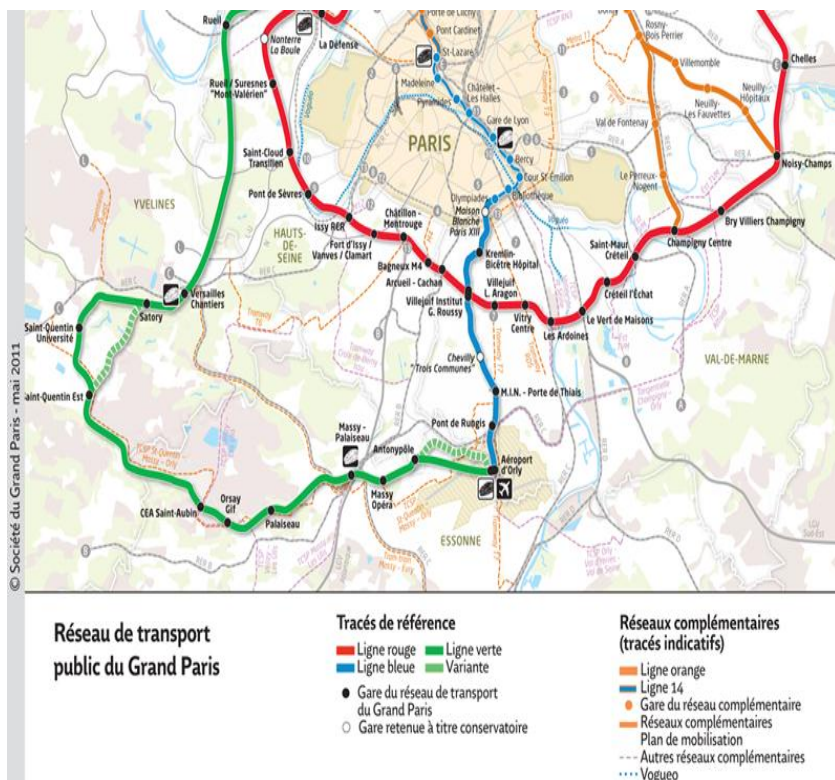 Porte de Clichy
Pont Cardinet
St-Lazare
Rueil
Nanterre
La Boule
La Défense
Rosny-
Bois Perrier
Villemomble
Chelles
Madeleine
Pyramides
Châtelet -
Les Halles
Neuilly-
Hôpitaux
Neuilly-
Les Fauvettes
Rueil / Suresnes
"Mont-Valérien"
Gare de Lyon
Val de Fontenay
PARIS
Saint-Cloud
Transilien
Bercy
Cour St-Émilion
Noisy-Champs
Le Perreux-
Nogent
YVELINES
Pont de Sèvres
Olympiades
Bibliothèque
Maison
Blanche
Paris XIII
HAUTS-
DE-
SEINE
Issy RER
Châtillon -
Montrouge
Fort d'Issy /
Vanves / Clamart
Bry Villiers Champigny
Champigny Centre
Saint-Maur
Créteil
Kremlin-
Bicêtre Hôpital
Bagneux M4
Arcueil - Cachan
Villejuif
L. Aragon
Créteil l'Échat
Versailles
Chantiers
Satory
Villejuif Institut
G. Roussy
Vitry
Centre
Les Ardoines
Le Vert de Maisons
Saint-Quentin
Université
Chevilly
"Trois Communes"
VAL-DE-MARNE
Saint-Quentin Est
M.I.N. - Porte de Thiais
Pont de Rungis
Massy -
Palaiseau
Antonypôle
Aéroport
d'Orly
Massy
Opéra
CEA Saint-Aubin
Orsay
Gif
Palaiseau
ESSONNE
© Société du Grand Paris - mai 2011
Réseau de transport
public du Grand Paris
Tracés de référence
Ligne rouge
Ligne verte
Ligne bleue
Variante
Gare du réseau de transport
du Grand Paris
Gare retenue à titre conservatoire
Réseaux complémentaires
(tracés indicatifs)
Ligne orange
Ligne 14
Gare du réseau complémentaire
Réseaux complémentaires
Plan de mobilisation
Autres réseaux complémentaires
Vogueo